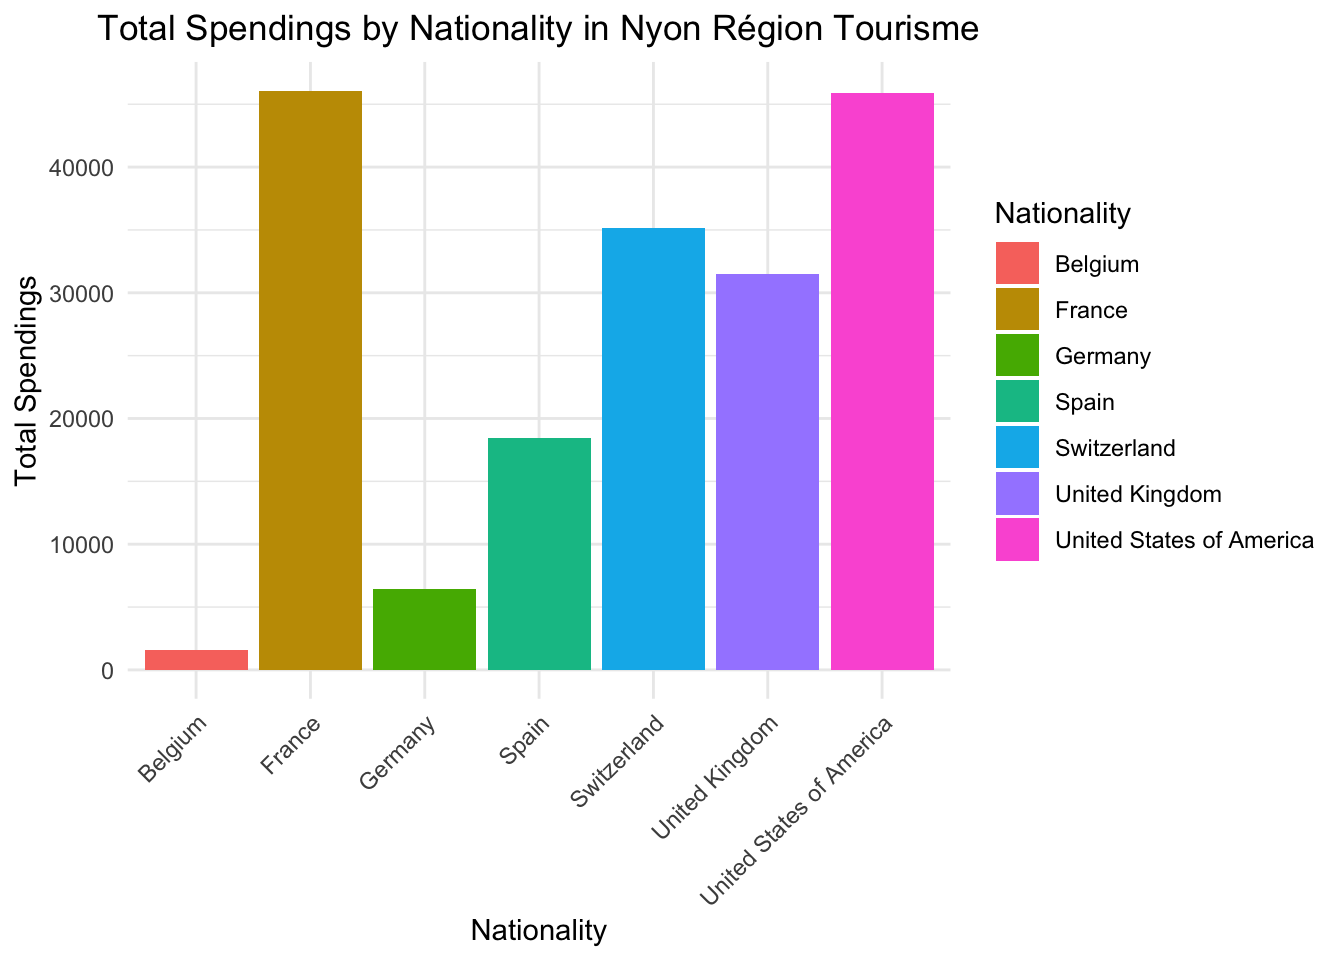 Total Spendings by Nationality in Nyon Région Tourisme
Total Spendings
40000
30000
20000
10000
0
Belgium
France
Germany
Spain
Switzerland
United Kingdom
United States of America
Nationality
Nationality
Belgium
France
Germany
Spain
Switzerland
United Kingdom
United States of America